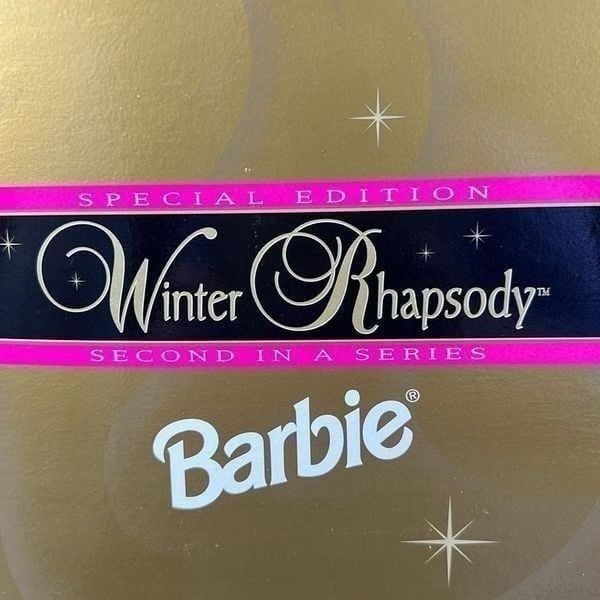 SPECIAL EDITION
Winter Rhapsody™
SECOND IN A SERIES
Barbie®